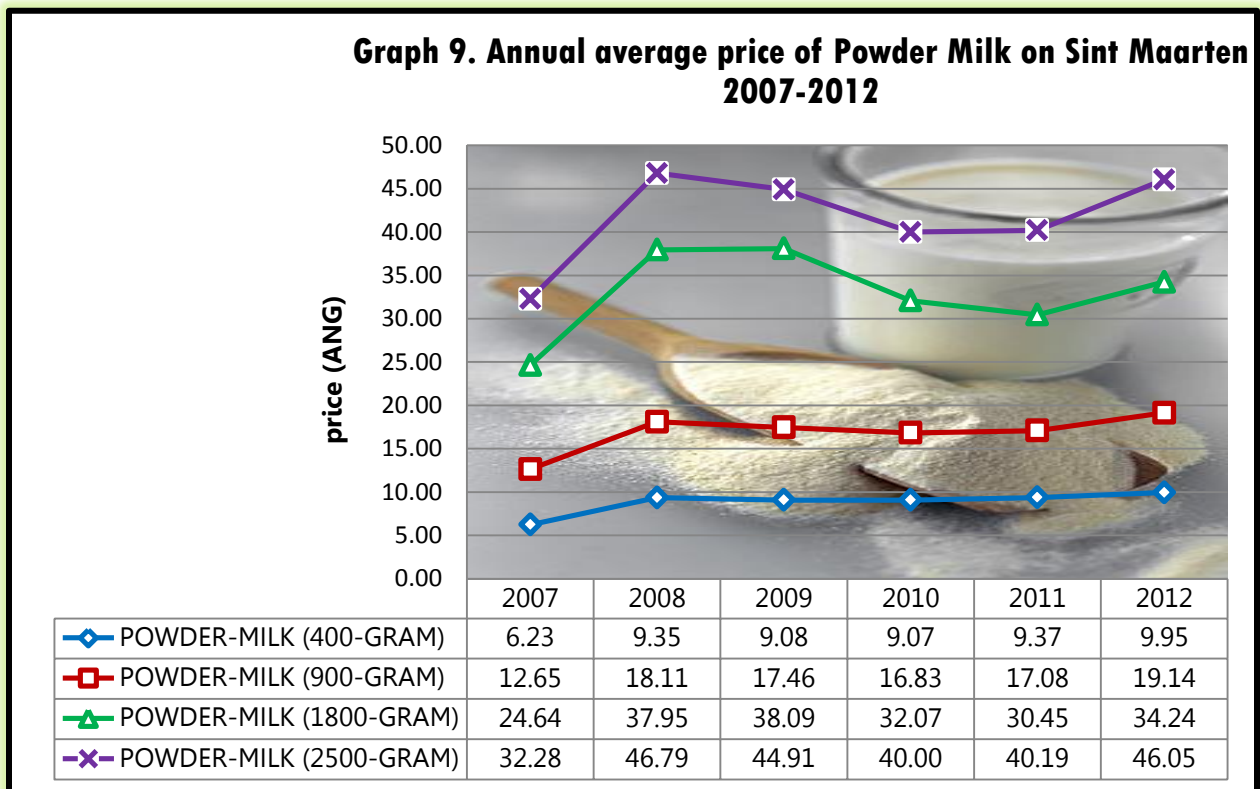 Graph 9. Annual average price of Powder Milk on Sint Maarten
2007-2012
price (ANG)
50.00
45.00
40.00
35.00
30.00
25.00
20.00
15.00
10.00
5.00
0.00
2007 2008 2009 2010 2011 2012
POWDER-MILK (400-GRAM) 6.23 9.35 9.08 9.07 9.37 9.95
POWDER-MILK (900-GRAM) 12.65 18.11 17.46 16.83 17.08 19.14
POWDER-MILK (1800-GRAM) 24.64 37.95 38.09 32.07 30.45 34.24
POWDER-MILK (2500-GRAM) 32.28 46.79 44.91 40.00 40.19 46.05